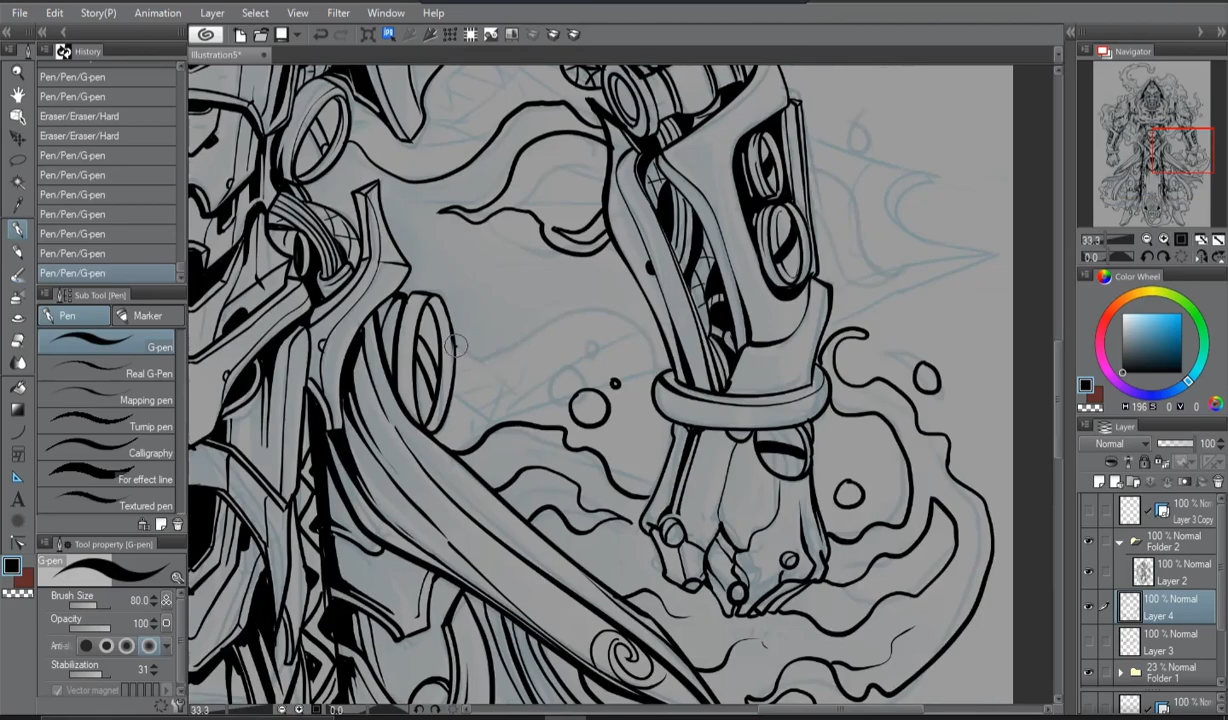 File Edit Story(P) Animation Layer Select View Filter Window Help
History
Illustration5*
Navigator
Pen/Pen/G-pen
Pen/Pen/G-pen
Eraser/Eraser/Hard
Eraser/Eraser/Hard
Pen/Pen/G-pen
Pen/Pen/G-pen
Pen/Pen/G-pen
Pen/Pen/G-pen
Pen/Pen/G-pen
Pen/Pen/G-pen
Pen/Pen/G-pen
33.3
0.0
Color Wheel
Sub Tool [Pen]
Pen Marker
G-pen
Real G-Pen
Mapping pen
Turnip pen
Calligraphy
For effect line
Textured pen
H 196 S 0 V 0
Layer
Normal 100
100 % Nor
Layer 3 Copy
100 % Normal
Folder 2
100 % Normal
Layer 2
100 % Normal
Layer 4
100 % Normal
Layer 3
23 % Normal
Folder 1
100 % Nor
Tool property [G-pen]
G-pen
Brush Size 80.0
Opacity 100
Anti-al
Stabilization 31
Vector magnet
33.3 0.0